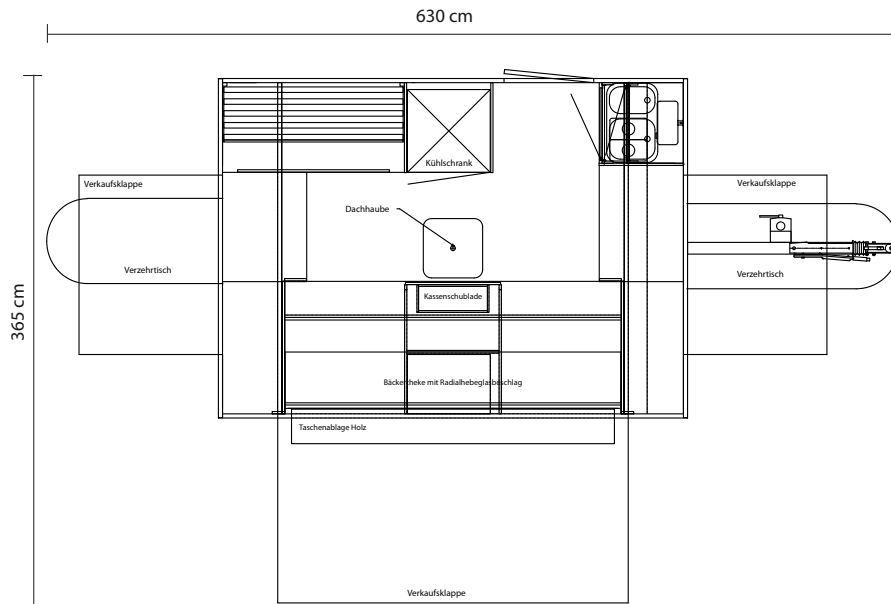 630 cm
365 cm
Kühlschrank
Verkaufsklappe
Verkaufsklappe
Dachhaube
Verzehrtisch
Verzehrtisch
Kassenschublade
Bäckertheke mit Radialhebeglasbeschlag
Taschenablage Holz
Verkaufsklappe